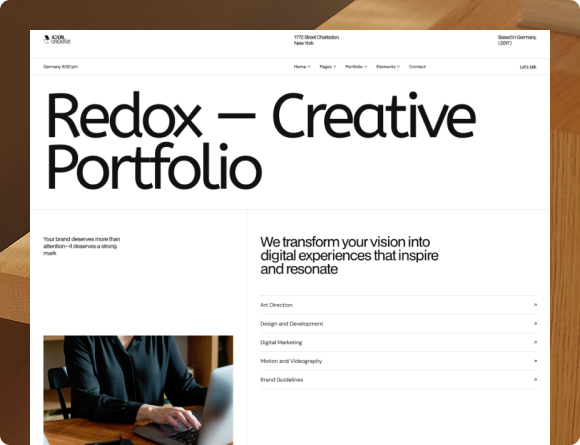 CREATIVE
1772 Street Charleston,
New York
Based in Germany
(2017)
Germany 8:30 pm
Home Pages Portfolio Elements Contact
Let's talk
Redox — Creative
Portfolio
Your brand deserves more than
attention—it deserves a strong
mark
We transform your vision into
digital experiences that inspire
and resonate
Art Direction
Design and Development
Digital Marketing
Motion and Videography
Brand Guidelines